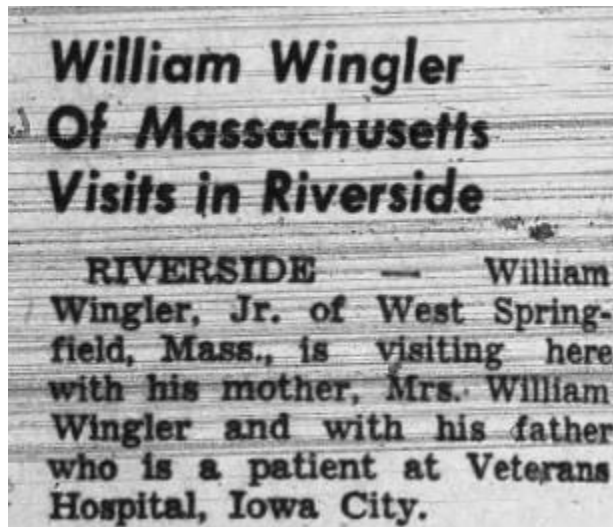 William Wingler
Of Massachusetts
Visits in Riverside
RIVERSIDE — William
Wingler, Jr. of West Spring-
field, Mass., is visiting here
with his mother, Mrs. William
Wingler and with his father
who is a patient at Veterans
Hospital, Iowa City.